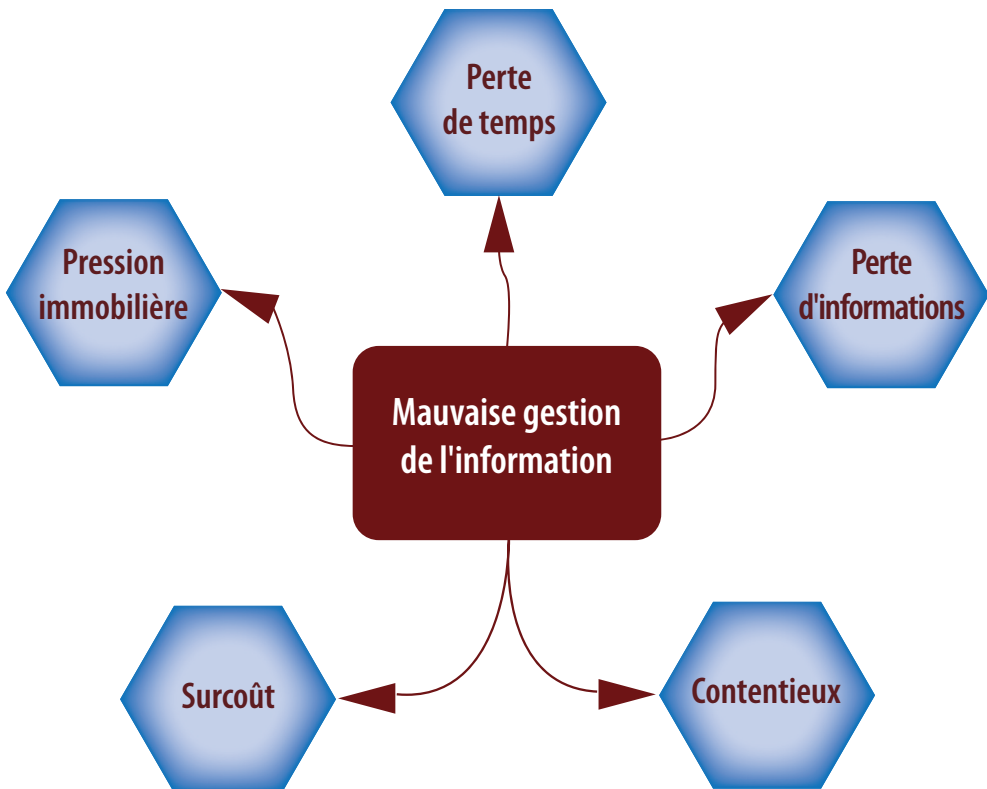 Perte
de temps
Pression
immobilière
Perte
d'informations
Mauvaise gestion
de l'information
Surcoût
Contentieux